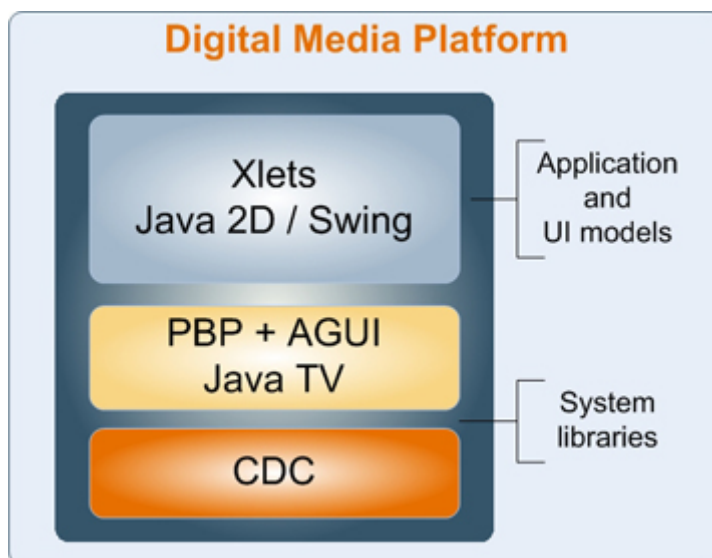 Digital Media Platform
Xlets
Java 2D / Swing
Application
and
UI models
PBP + AGUI
Java TV
System
libraries
CDC